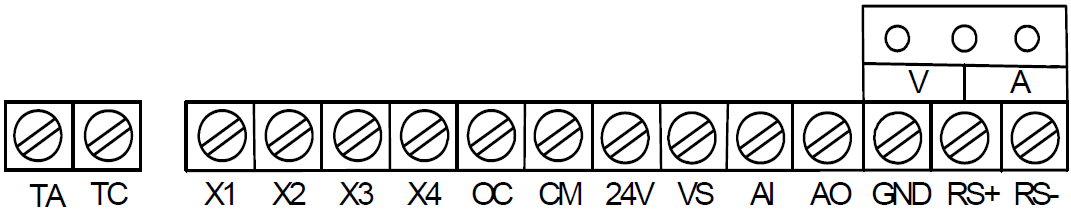 V A
TA TC X1 X2 X3 X4 OC CM 24V VS AI AO GND RS+ RS-